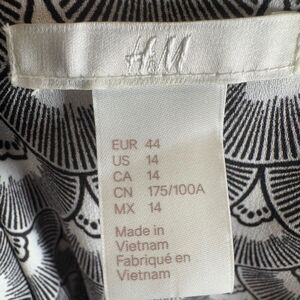 H&M
EUR 44
US 14
CA 14
CN 175/100A
MX 14
Made in
Vietnam
Fabriqué en
Vietnam